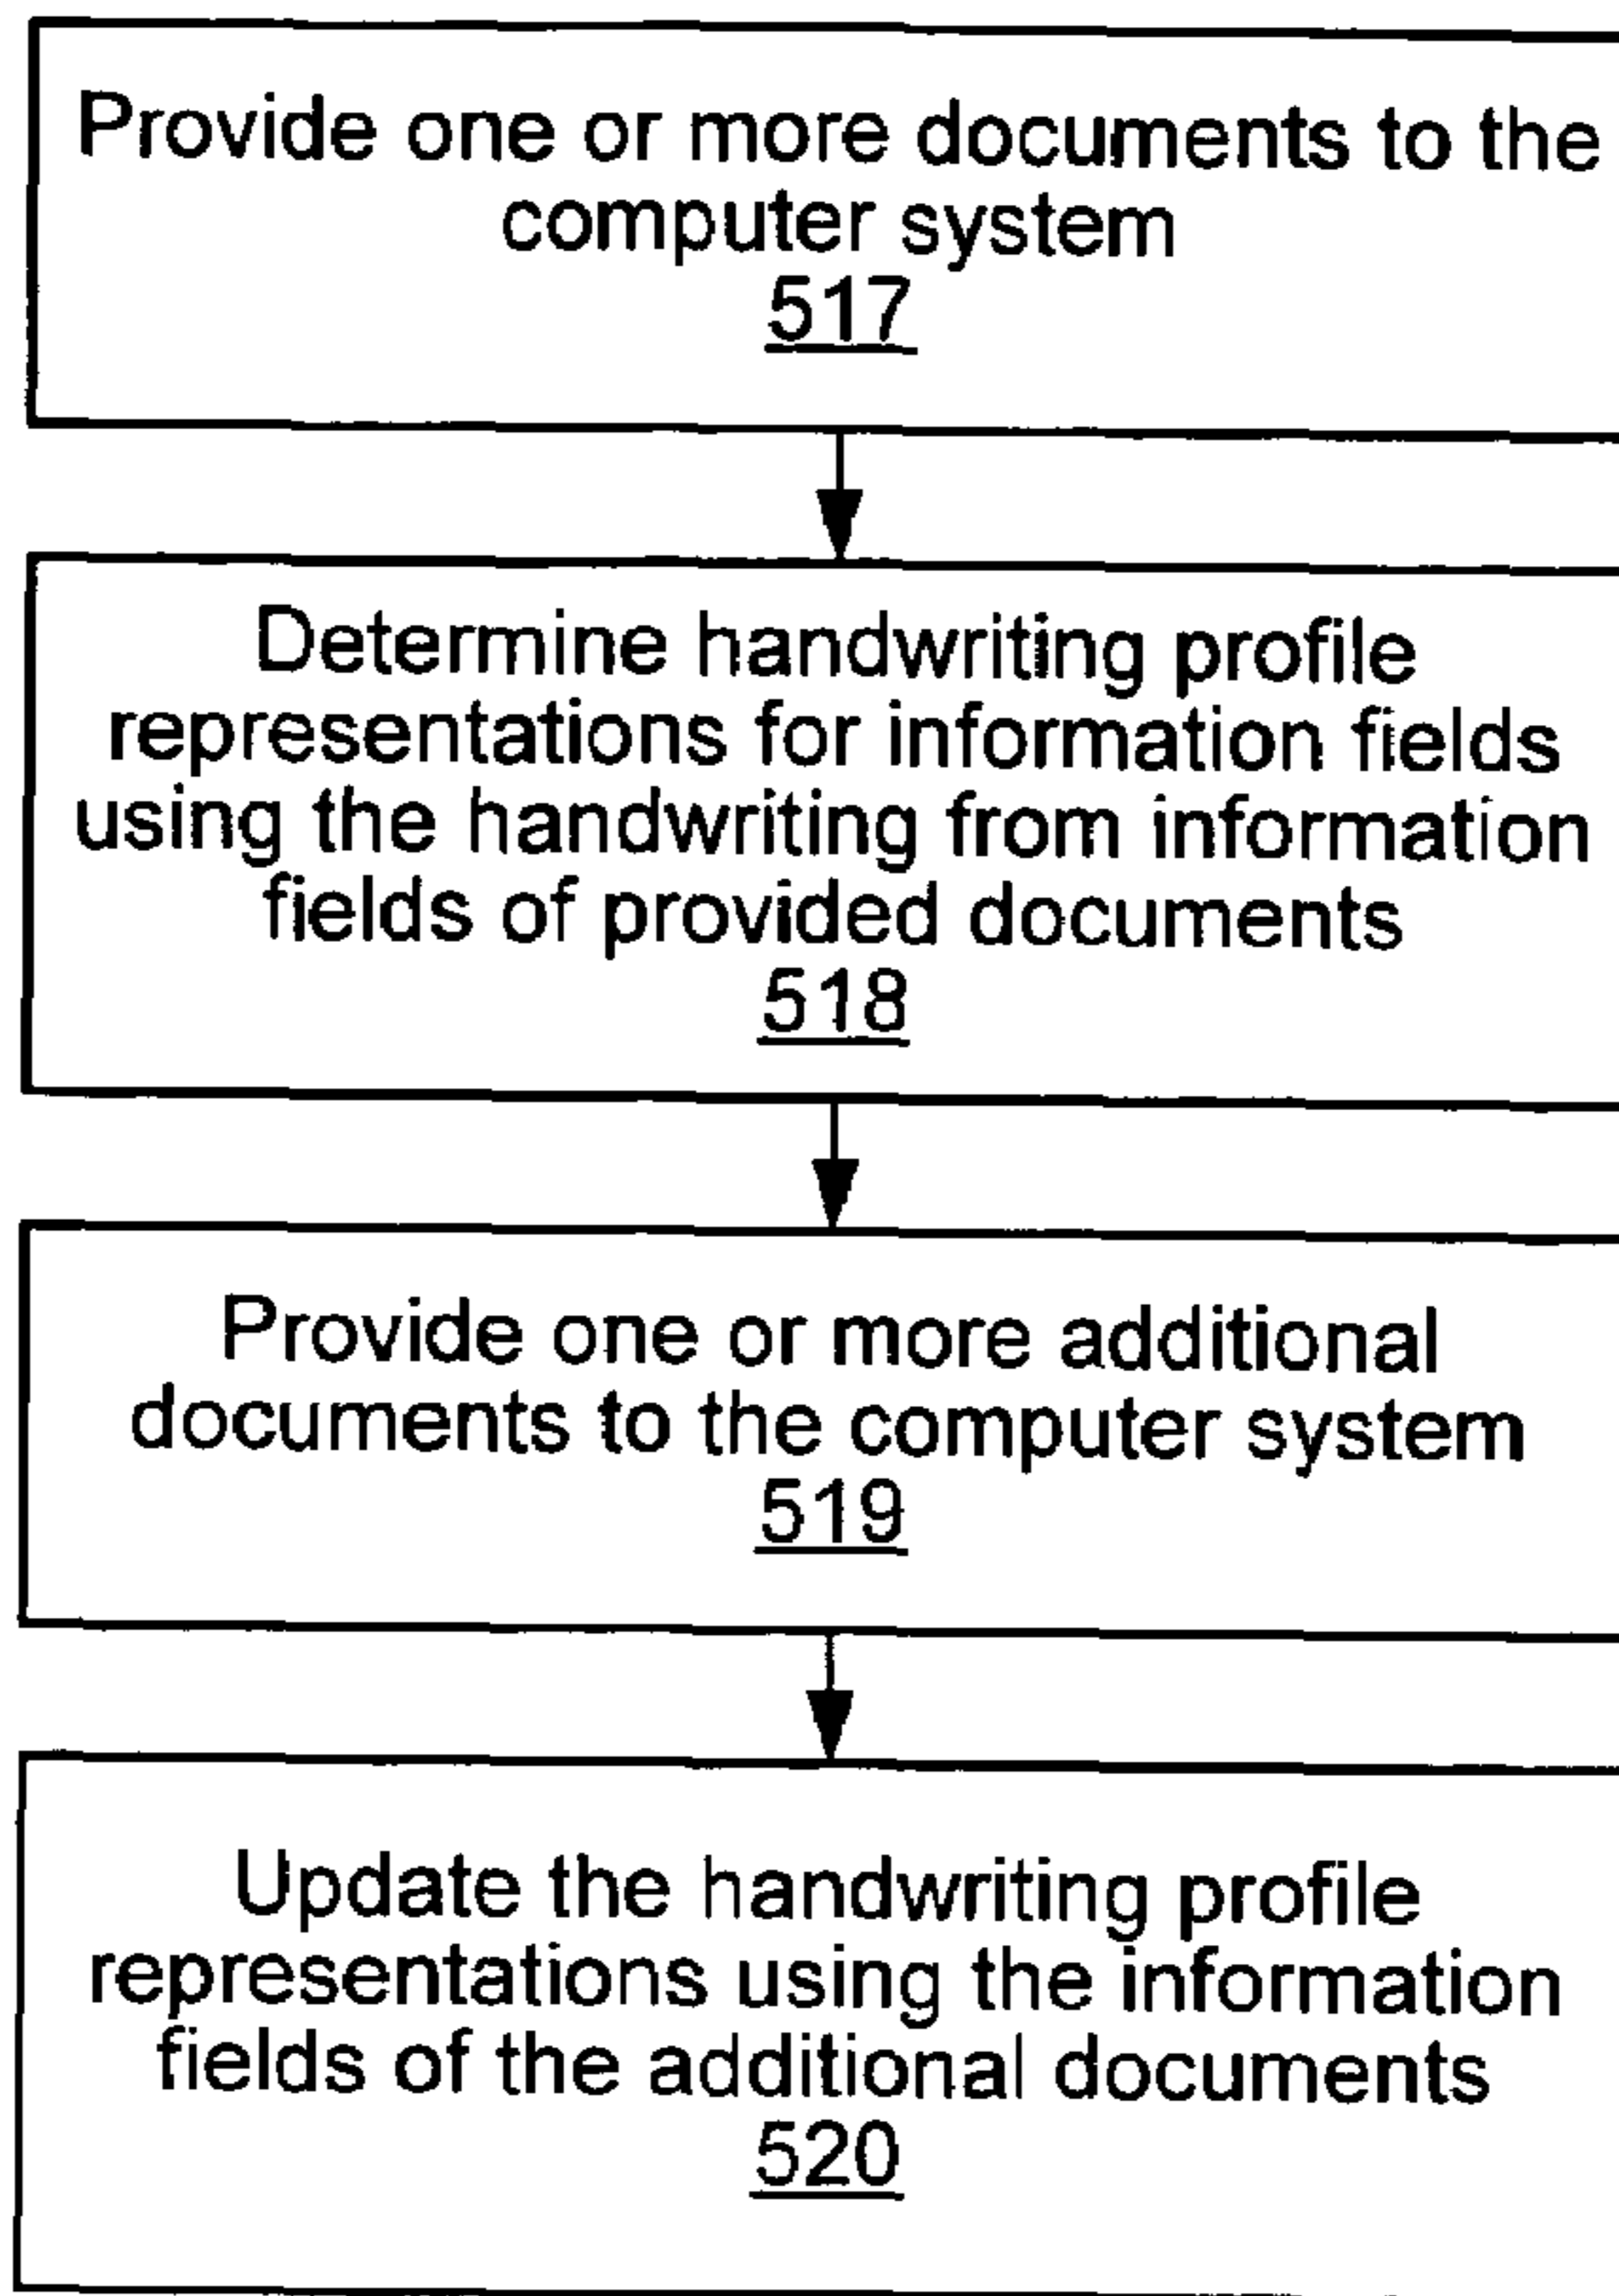 Provide one or more documents to the
computer system
517
Determine handwriting profile
representations for information fields
using the handwriting from information
fields of provided documents
518
Provide one or more additional
documents to the computer system
519
Update the handwriting profile
representations using the information
fields of the additional documents
520